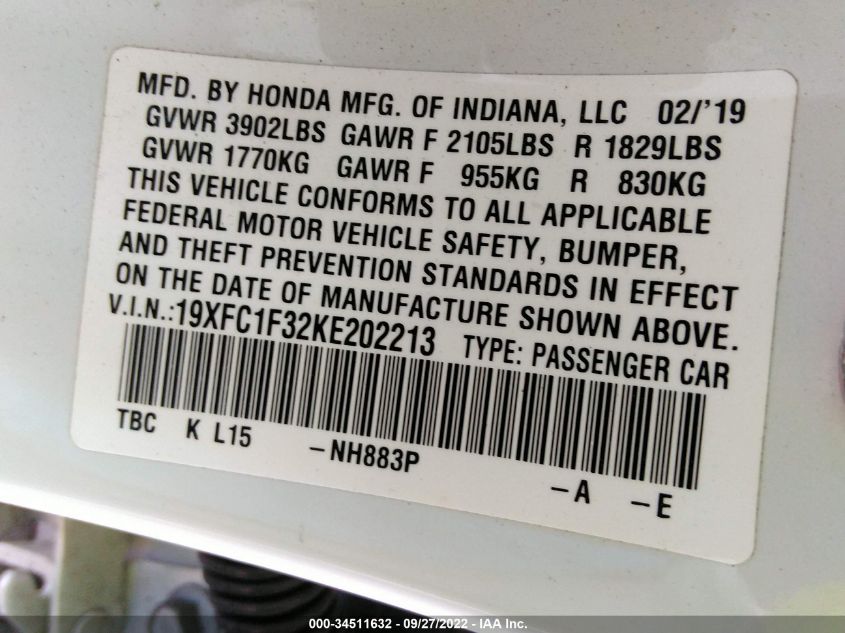 MFD. BY HONDA MFG. OF INDIANA, LLC 02/'19
GVWR 3902LBS GAWR F 2105LBS R 1829LBS
GVWR 1770KG GAWR F 955KG R 830KG
THIS VEHICLE CONFORMS TO ALL APPLICABLE
FEDERAL MOTOR VEHICLE SAFETY, BUMPER,
AND THEFT PREVENTION STANDARDS IN EFFECT
ON THE DATE OF MANUFACTURE SHOWN ABOVE.
V.I.N.:19XFC1F32KE202213 TYPE: PASSENGER CAR
TBC K L15 -NH883P -A -E
000-34511632 - 09/27/2022 - IAA Inc.